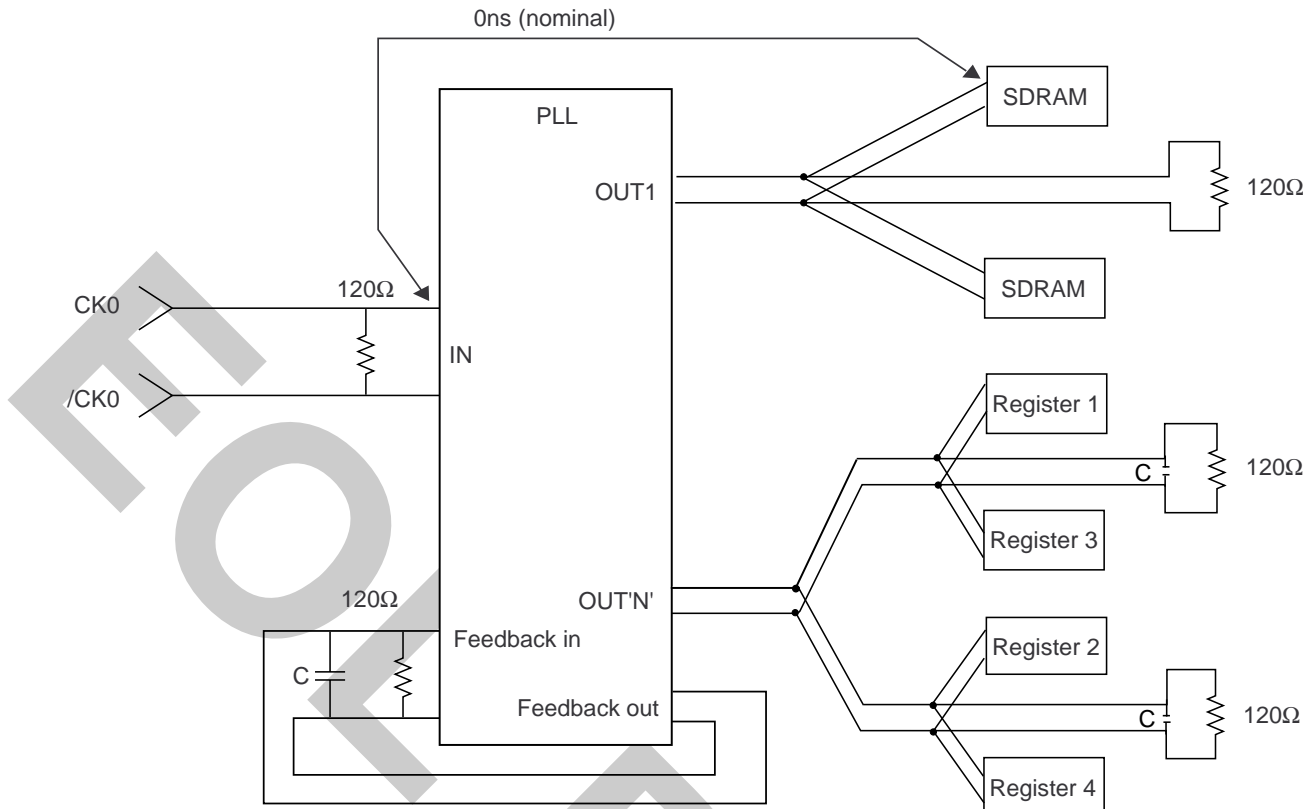 0ns (nominal)
PLL
SDRAM
OUT1
120Ω
SDRAM
CK0
120Ω
IN
/CK0
Register 1
C
120Ω
Register 3
120Ω
OUT'N'
Feedback in
C
Register 2
Feedback out
C
120Ω
Register 4
EOL